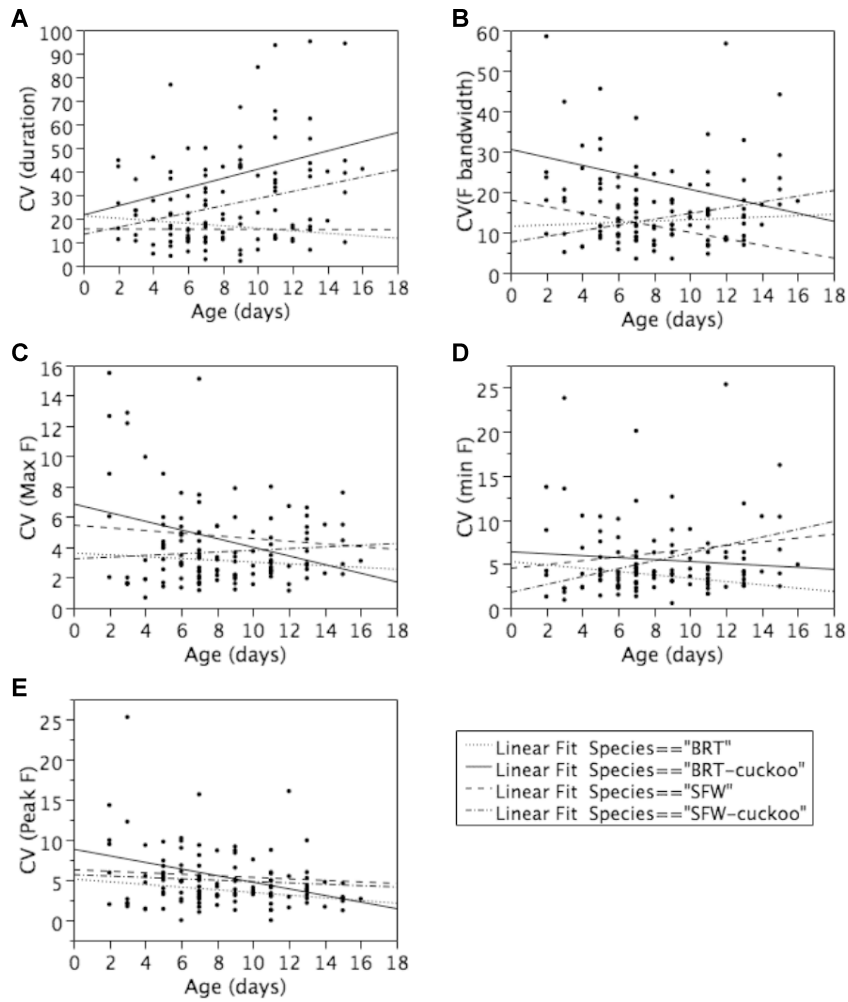 A
CV (duration)
100
90
80
70
60
50
40
30
20
10
0
0 2 4 6 8 10 12 14 16 18
Age (days)
B
CV(F bandwidth)
60
50
40
30
20
10
0
0 2 4 6 8 10 12 14 16 18
Age (days)
C
CV (Max F)
16
14
12
10
8
6
4
2
0
0 2 4 6 8 10 12 14 16 18
Age (days)
D
CV (min F)
25
20
15
10
5
0
0 2 4 6 8 10 12 14 16 18
Age (days)
E
CV (Peak F)
25
20
15
10
5
0
0 2 4 6 8 10 12 14 16 18
Age (days)
Linear Fit Species=="BRT"
Linear Fit Species=="BRT-cuckoo"
Linear Fit Species=="SFW"
Linear Fit Species=="SFW-cuckoo"